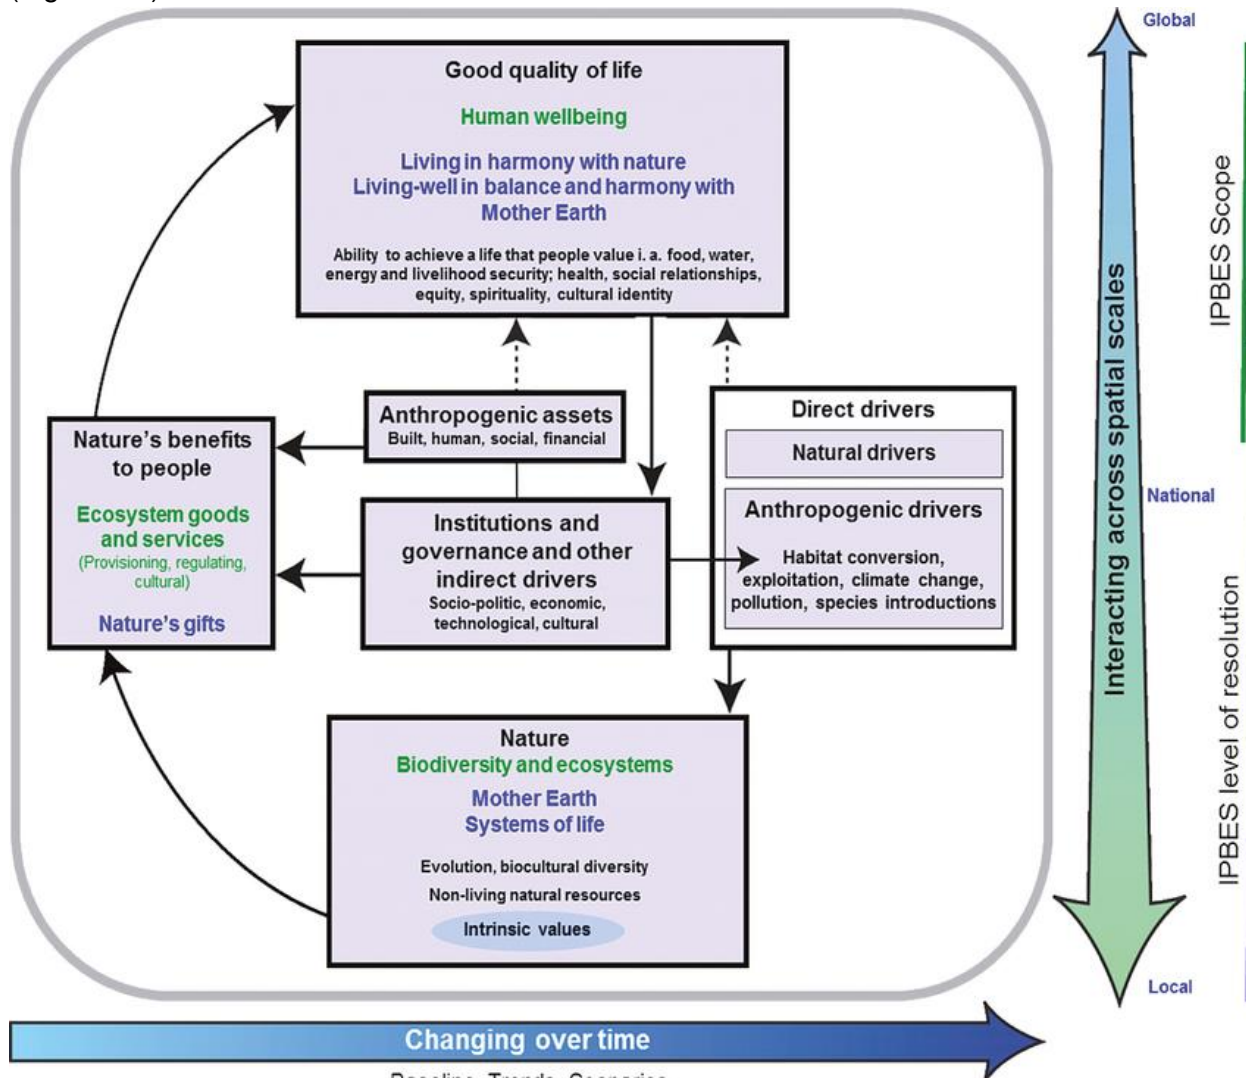 Good quality of life
Human wellbeing
Living in harmony with nature
Living-well in balance and harmony with
Mother Earth
Ability to achieve a life that people value i. a. food, water,
energy and livelihood security; health, social relationships,
equity, spirituality, cultural identity
Anthropogenic assets
Built, human, social, financial
Direct drivers
Natural drivers
Anthropogenic drivers
Habitat conversion,
exploitation, climate change,
pollution, species introductions
Nature's benefits
to people
Ecosystem goods
and services
(Provisioning, regulating,
cultural)
Nature's gifts
Institutions and
governance and other
indirect drivers
Socio-politic, economic,
technological, cultural
Nature
Biodiversity and ecosystems
Mother Earth
Systems of life
Evolution, biocultural diversity
Non-living natural resources
Intrinsic values
Changing over time
Baseline, Trends, Scenarios
Global
National
Local
Interacting across spatial scales
IPBES Scope
IPBES level of resolution